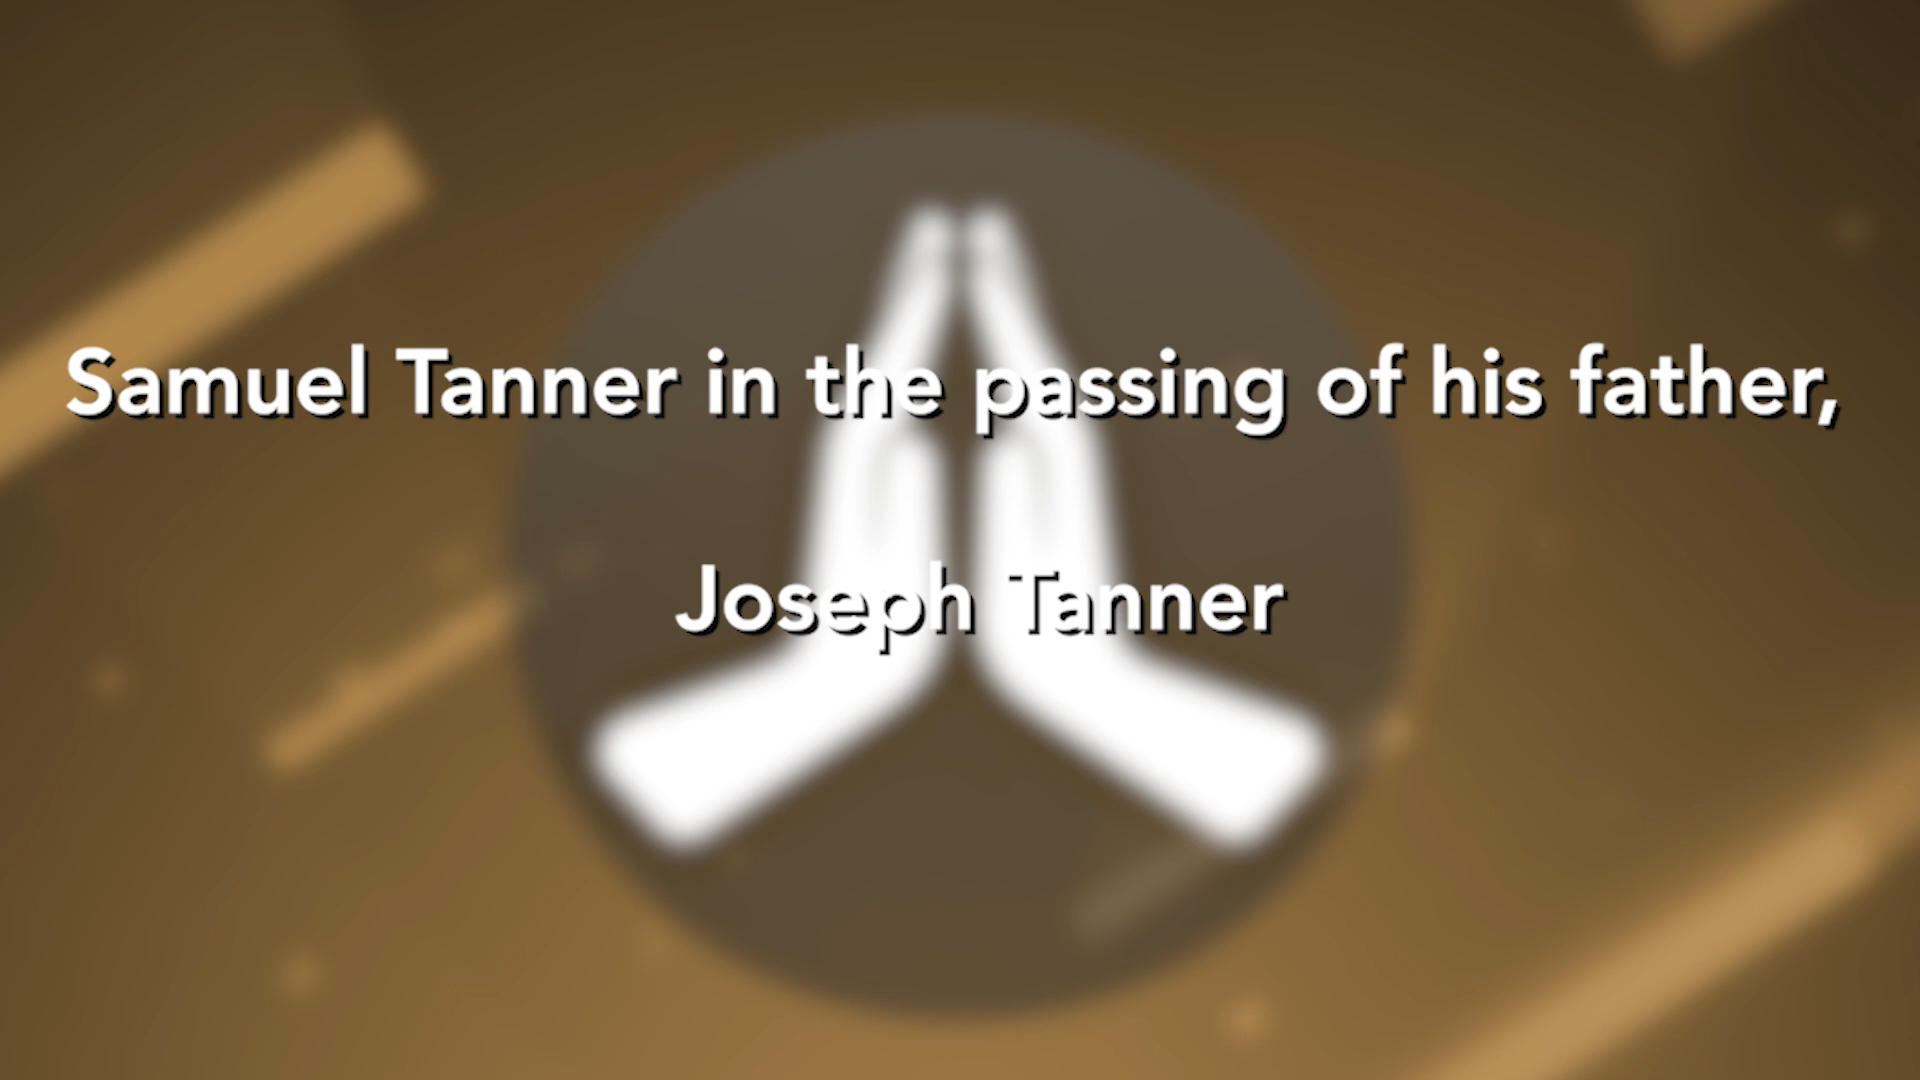 Samuel Tanner in the passing of his father,
Joseph Tanner